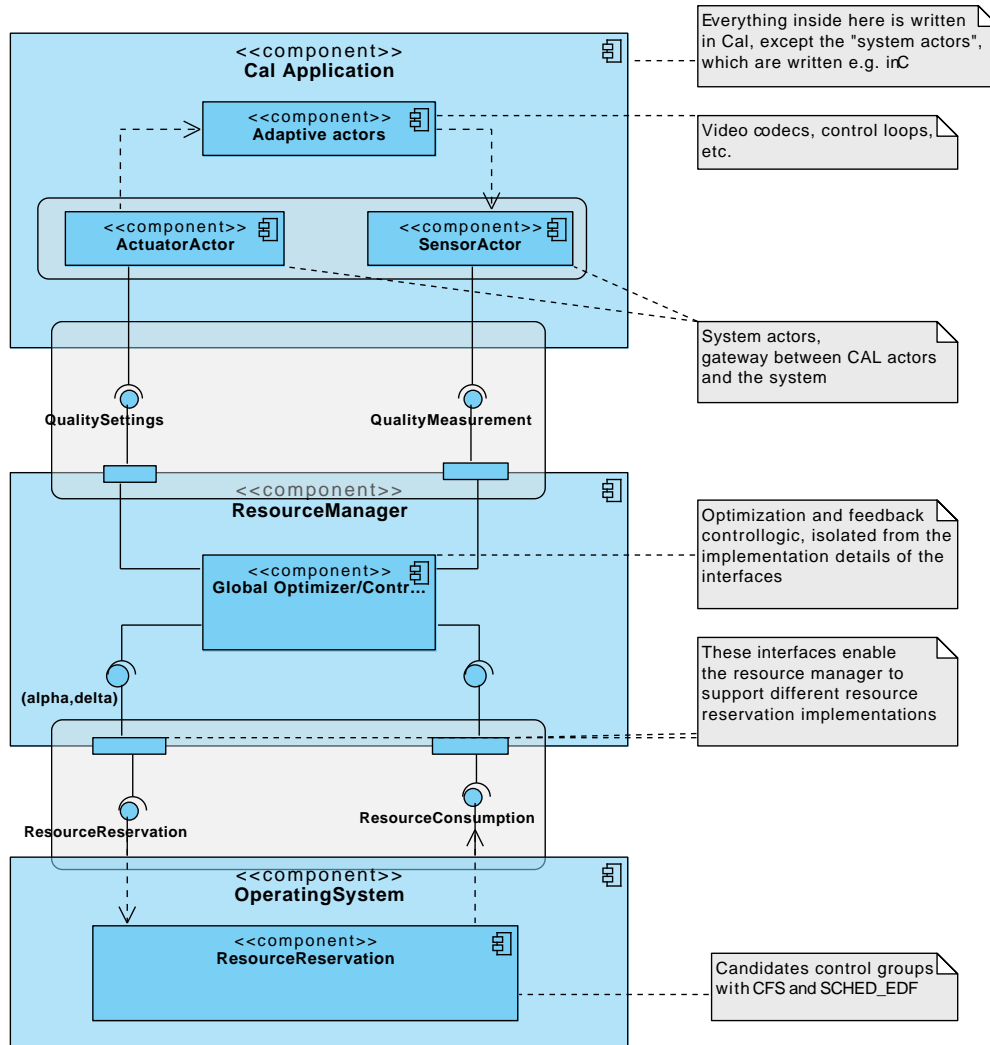 Everything inside here is written
in Cal, except the "system actors",
which are written e.g. inC
<<component>>
Cal Application
<<component>>
Adaptive actors
Video codecs, control loops,
etc.
<<component>>
ActuatorActor
<<component>>
SensorActor
System actors,
gateway between CAL actors
and the system
QualitySettings
QualityMeasurement
<<component>>
ResourceManager
Optimization and feedback
controllogic, isolated from the
implementation details of the
interfaces
<<component>>
Global Optimizer/Contr...
These interfaces enable
the resource manager to
support different resource
reservation implementations
(alpha,delta)
ResourceReservation
ResourceConsumption
<<component>>
OperatingSystem
<<component>>
ResourceReservation
Candidates control groups
with CFS and SCHED_EDF